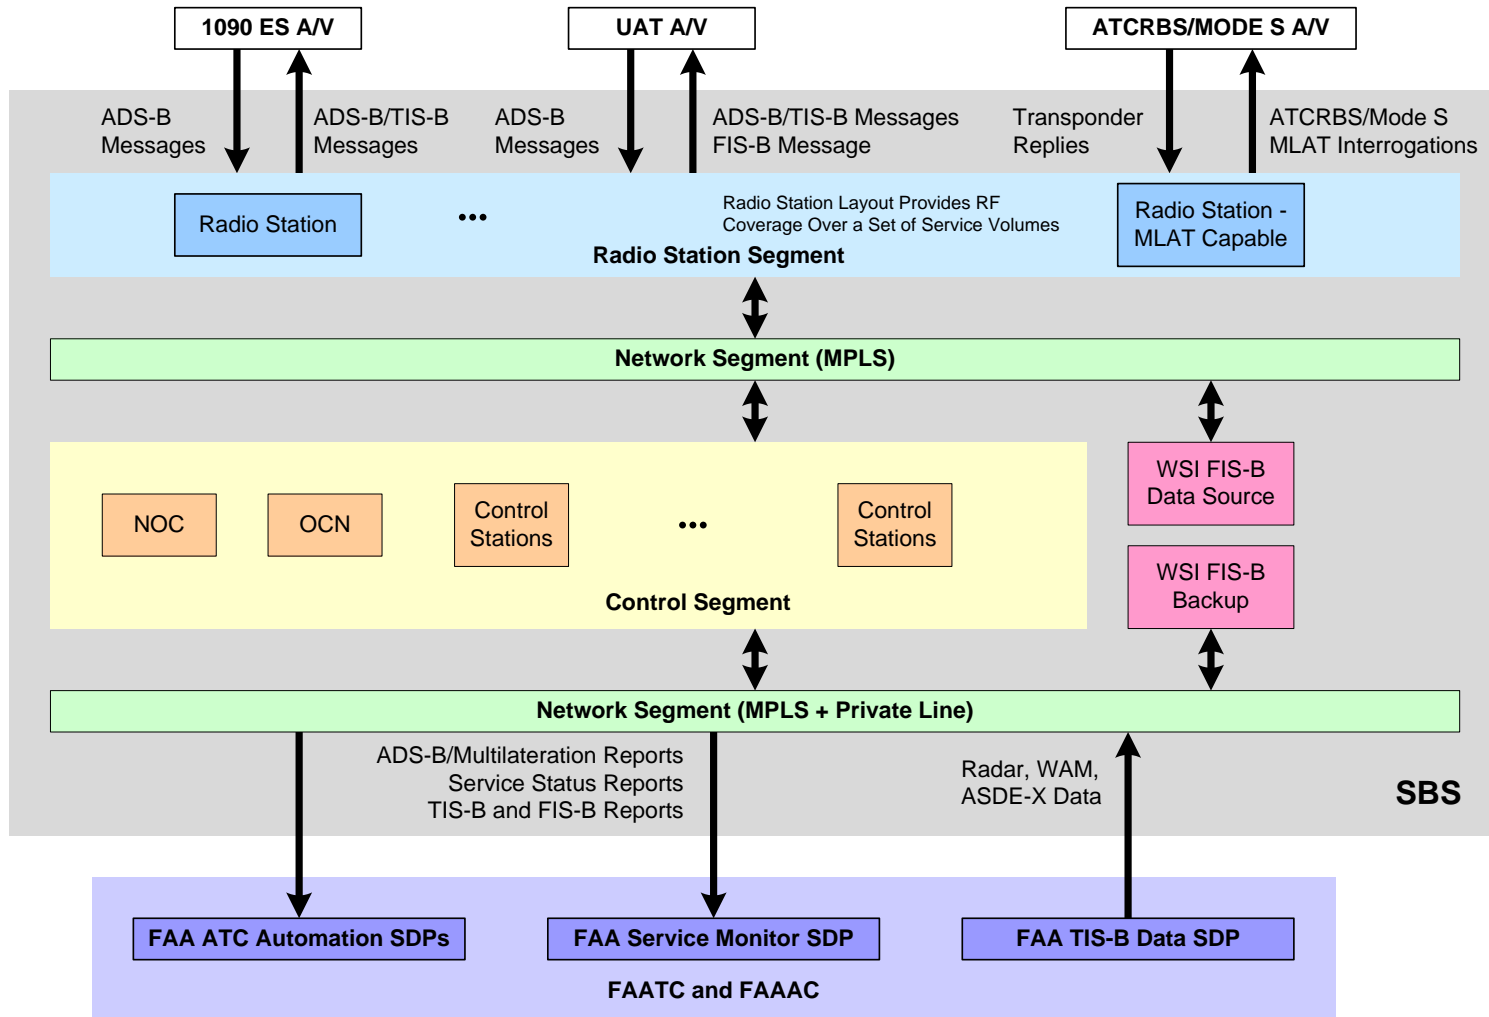 1090 ES A/V
UAT A/V
ATCRBS/MODE S A/V
ADS-B
Messages
ADS-B/TIS-B
Messages
ADS-B
Messages
ADS-B/TIS-B Messages
FIS-B Message
Transponder
Replies
ATCRBS/Mode S
MLAT Interrogations
Radio Station
...
Radio Station Layout Provides RF
Coverage Over a Set of Service Volumes
Radio Station -
MLAT Capable
Radio Station Segment
Network Segment (MPLS)
NOC
OCN
Control
Stations
...
Control
Stations
WSI FIS-B
Data Source
WSI FIS-B
Backup
Control Segment
Network Segment (MPLS + Private Line)
ADS-B/Multilateration Reports
Service Status Reports
TIS-B and FIS-B Reports
Radar, WAM,
ASDE-X Data
SBS
FAA ATC Automation SDPs
FAA Service Monitor SDP
FAA TIS-B Data SDP
FAATC and FAAAC